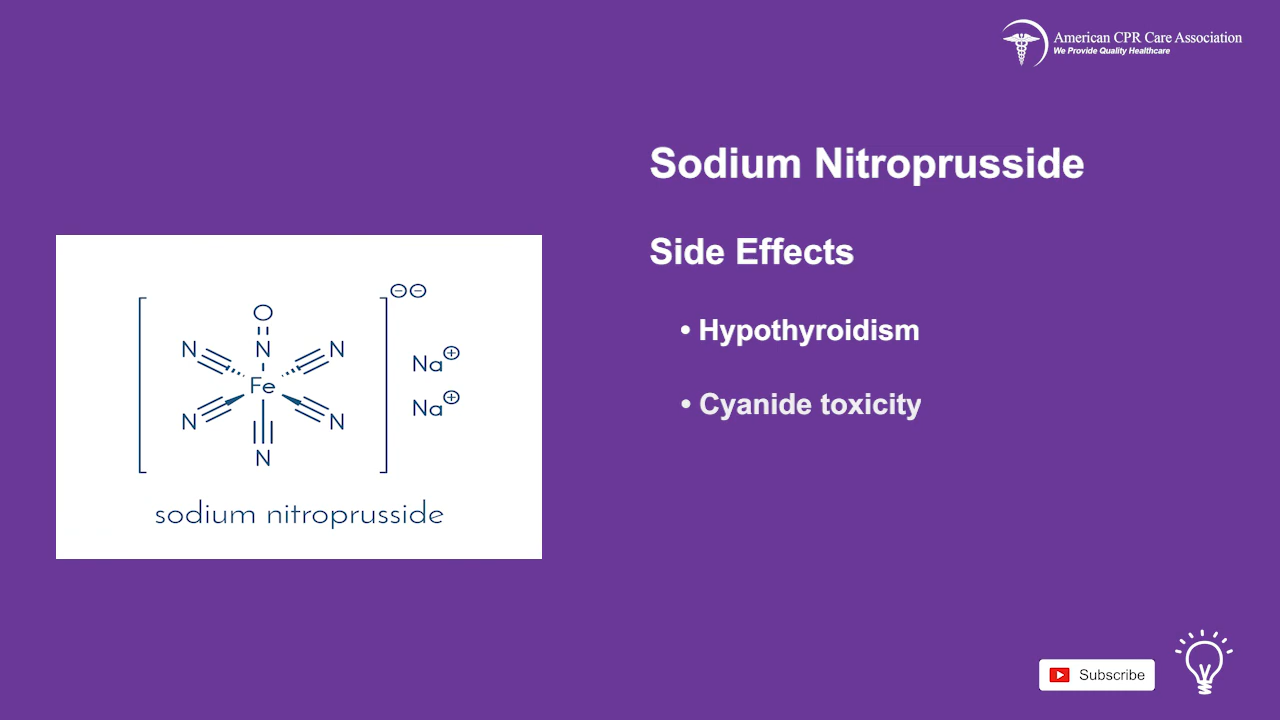 American CPR Care Association
We Provide Quality Healthcare
Sodium Nitroprusside
Side Effects
• Hypothyroidism
• Cyanide toxicity
⊖⊖
O
N
N
N
Fe
Na⊕
N
N
Na⊕
N
sodium nitroprusside
Subscribe